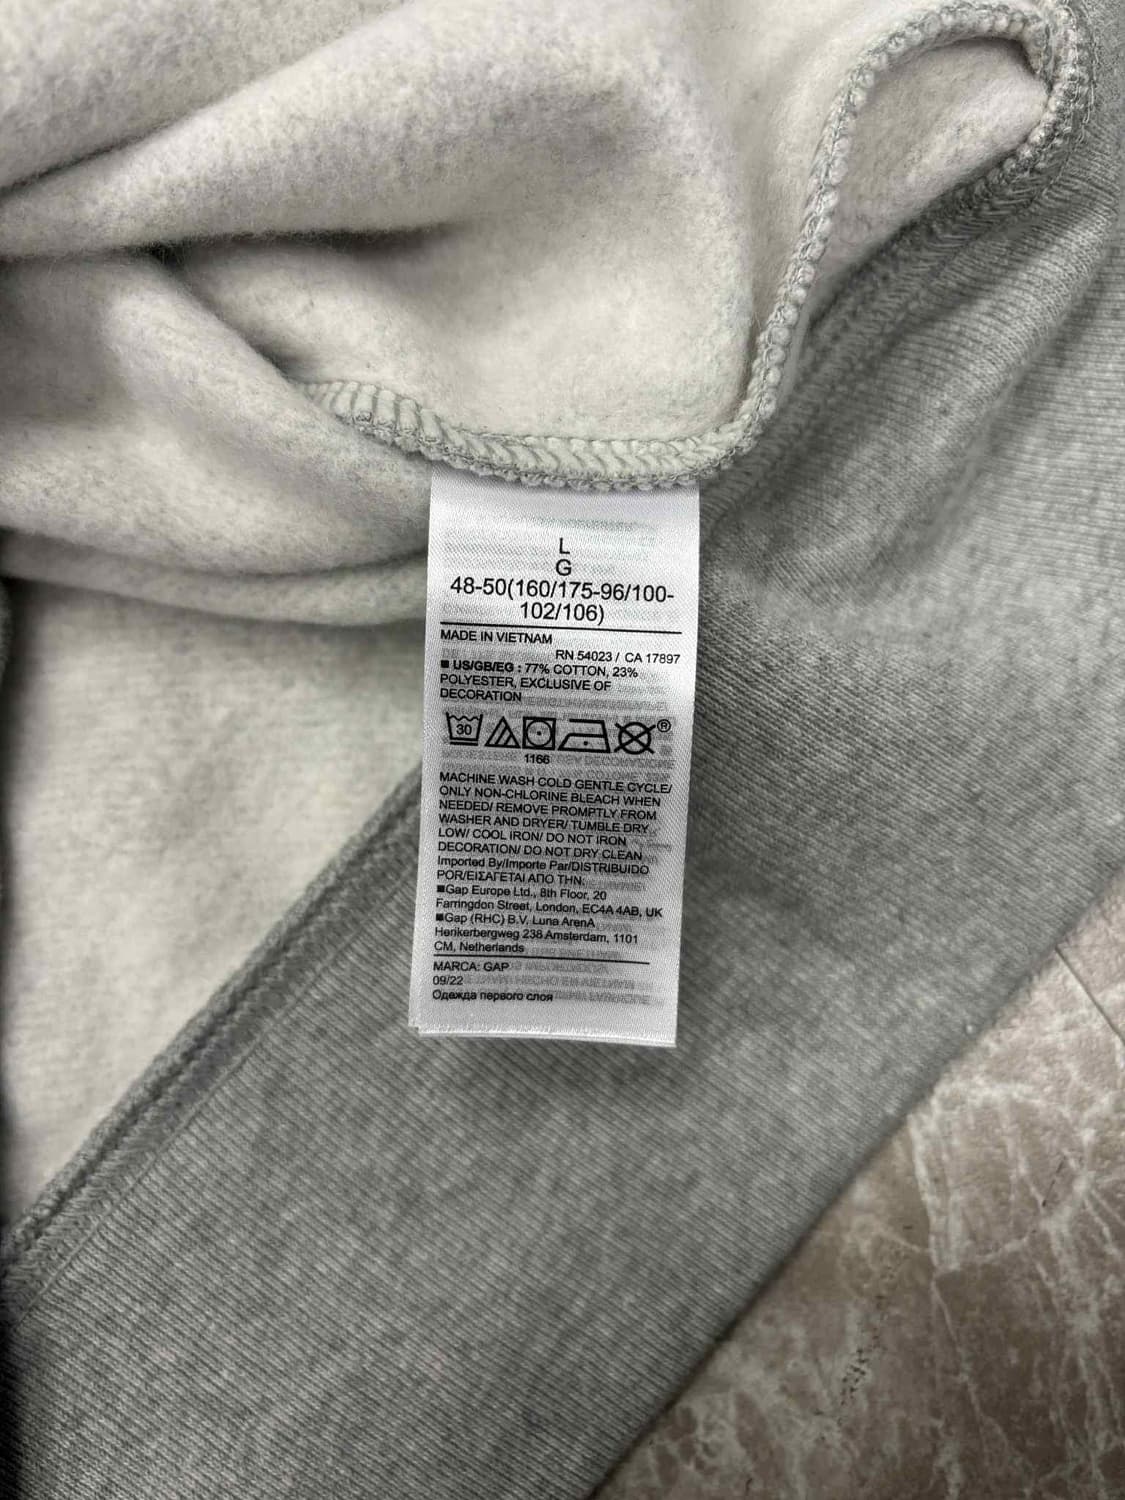 L
G
48-50(160/175-96/100-
102/106)
MADE IN VIETNAM
RN 54023 / CA 17897
■ US/GB/EG : 77% COTTON, 23%
POLYESTER, EXCLUSIVE OF
DECORATION
30
®
1166
MACHINE WASH COLD GENTLE CYCLE/
ONLY NON-CHLORINE BLEACH WHEN
NEEDED/ REMOVE PROMPTLY FROM
WASHER AND DRYER/ TUMBLE DRY
LOW/ COOL IRON/ DO NOT IRON
DECORATION/ DO NOT DRY CLEAN
Imported By/Importe Par/DISTRIBUIDO
POR/ΕΙΣΑΓΕΤΑΙ ΑΠΟ ΤΗΝ:
■Gap Europe Ltd., 8th Floor, 20
Farringdon Street, London, EC4A 4AB, UK
■Gap (RHC) B.V. Luna ArenA
Herikerbergweg 238 Amsterdam, 1101
CM, Netherlands
MARCA: GAP
09/22
Одежда первого слоя